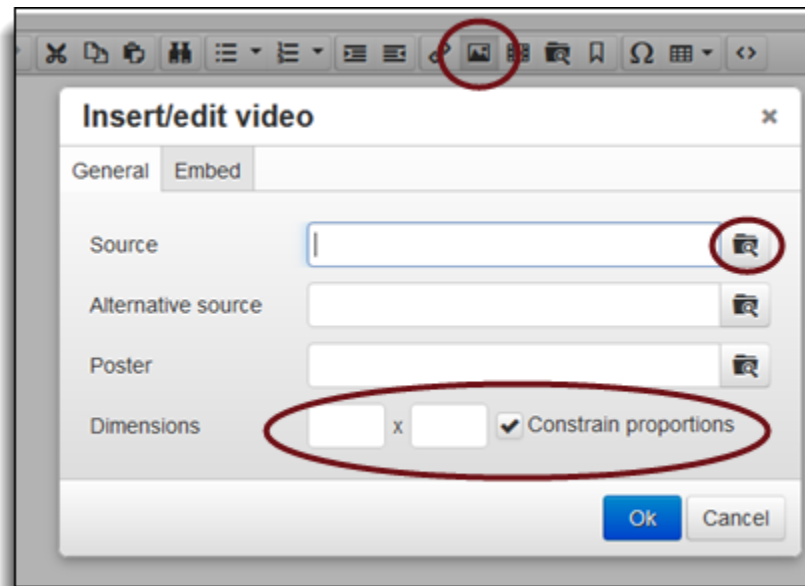 Insert/edit video
General Embed
Source
Alternative source
Poster
Dimensions x Constrain proportions
Ok Cancel